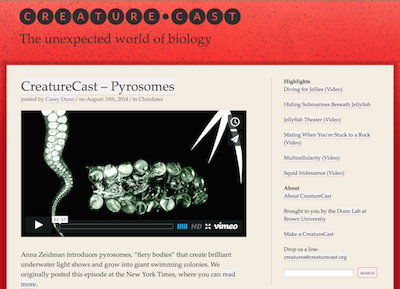 CREATURE•CAST
The unexpected world of biology
CreatureCast – Pyrosomes
posted by Casey Dunn / on August 19th, 2014 / in Chordates
02:57
HD
vimeo
Anna Zeidman introduces pyrosomes, “fiery bodies” that create brilliant
underwater light shows and grow into giant swimming colonies. We
originally posted this episode at the New York Times, where you can read
more.
Highlights
Diving for Jellies (Video)
Hiding Submarines Beneath Jellyfish
Jellyfish Theater (Video)
Mating When You're Stuck to a Rock
(Video)
Multicellularity (Video)
Squid Iridescence (Video)
About
About CreatureCast
Brought to you by the Dunn Lab at
Brown University
Make a CreatureCast
Drop us a line-
creatures@creaturecast.org
search